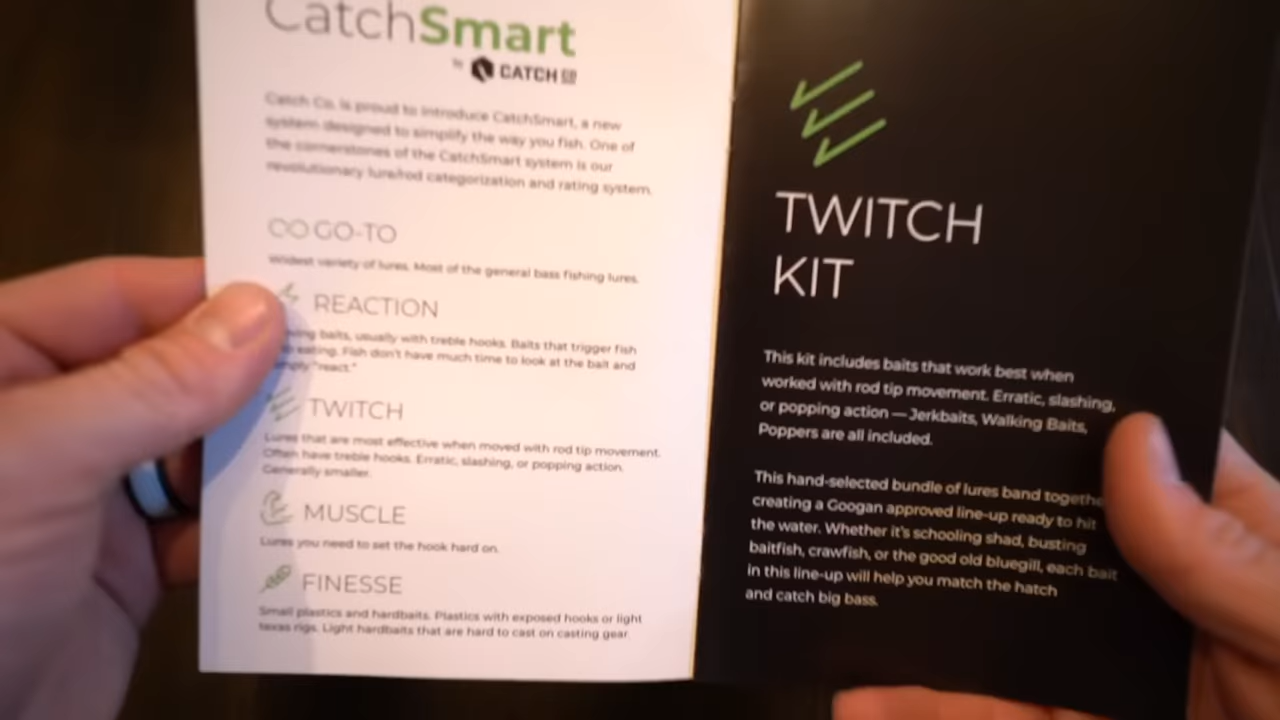 CatchSmart
by CATCH CO
Catch Co. is proud to introduce CatchSmart, a new
system designed to simplify the way you fish. One of
the cornerstones of the CatchSmart system is our
revolutionary lure/rod categorization and rating system.
GO-TO
Widest variety of lures. Most of the general bass fishing lures.
REACTION
baits, usually with treble hooks. Baits that trigger fish
eating. Fish don't have much time to look at the bait and
"react."
TWITCH
Lures that are most effective when moved with rod tip movement.
Often have treble hooks. Erratic, slashing, or popping action.
Generally smaller.
MUSCLE
Lures you need to set the hook hard on.
FINESSE
Small plastics and hardbaits. Plastics with exposed hooks or light
texas rigs. Light hardbaits that are hard to cast on casting gear
TWITCH
KIT
This kit includes baits that work best when
worked with rod tip movement. Erratic, slashing,
or popping action — Jerkbaits, Walking Baits,
Poppers are all included.
This hand-selected bundle of lures band togethe
creating a Googan approved line-up ready to hit
the water. Whether it's schooling shad, busting
baitfish, crawfish, or the good old bluegill, each bait
in this line-up will help you match the hatch
and catch big bass.